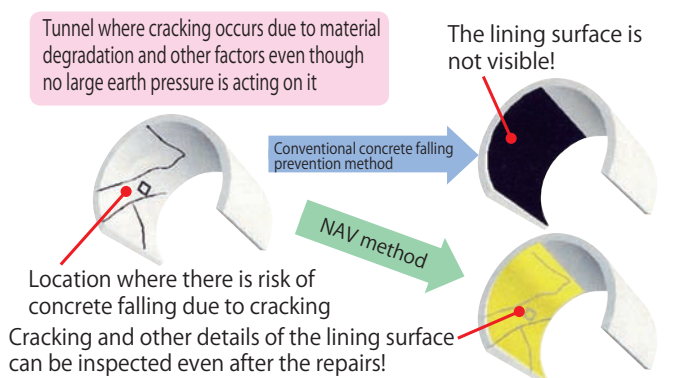 Tunnel where cracking occurs due to material
degradation and other factors even though
no large earth pressure is acting on it
The lining surface is
not visible!
Conventional concrete falling
prevention method
NAV method
Location where there is risk of
concrete falling due to cracking
Cracking and other details of the lining surface
can be inspected even after the repairs!